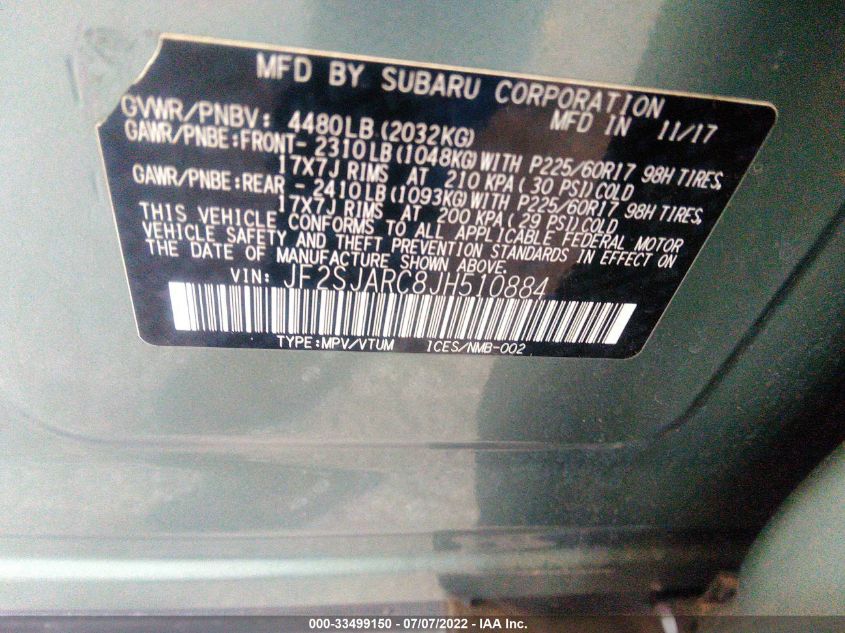 MFD BY SUBARU CORPORATION
GVWR/PNBV: 4480LB(2032KG) MFD IN 11/17
GAWR/PNBE:FRONT- 2310LB(1048KG)WITH P225/60R17 98H TIRES,
17X7J RIMS AT 210 KPA(30 PSI)COLD
GAWR/PNBE:REAR - 2410LB(1093KG)WITH P225/60R17 98H TIRES,
17X7J RIMS AT 200 KPA(29 PSI)COLD
THIS VEHICLE CONFORMS TO ALL APPLICABLE FEDERAL MOTOR
VEHICLE SAFETY AND THEFT PREVENTION STANDARDS IN EFFECT ON
THE DATE OF MANUFACTURE SHOWN ABOVE.
VIN: JF2SJARC8JH510884
TYPE:MPV/VTUM ICES/NMB-002
000-33499150 - 07/07/2022 - IAA Inc.